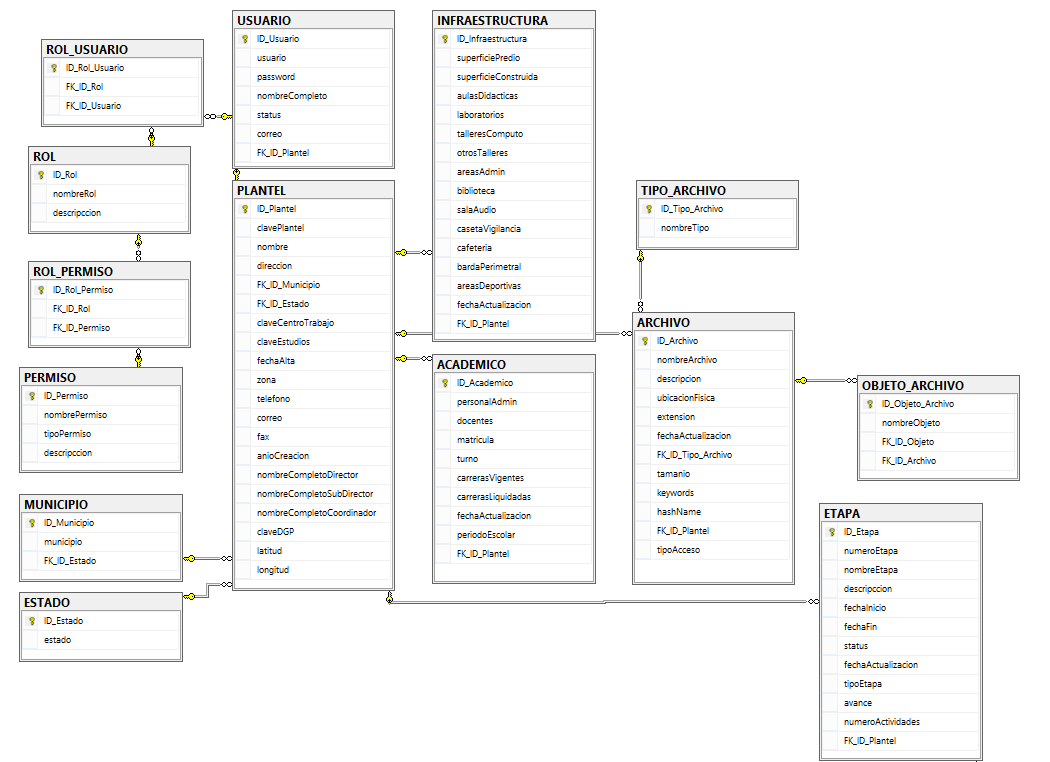 ROL_USUARIO
ID_Rol_Usuario
FK_ID_Rol
FK_ID_Usuario
ROL
ID_Rol
nombreRol
descripccion
ROL_PERMISO
ID_Rol_Permiso
FK_ID_Rol
FK_ID_Permiso
PERMISO
ID_Permiso
nombrePermiso
tipoPermiso
descripccion
MUNICIPIO
ID_Municipio
municipio
FK_ID_Estado
ESTADO
ID_Estado
estado
USUARIO
ID_Usuario
usuario
password
nombreCompleto
status
correo
FK_ID_Plantel
PLANTEL
ID_Plantel
clavePlantel
nombre
direccion
FK_ID_Municipio
FK_ID_Estado
claveCentroTrabajo
claveEstudios
fechaAlta
zona
telefono
correo
fax
anioCreacion
nombreCompletoDirector
nombreCompletoSubDirector
nombreCompletoCoordinador
claveDGP
latitud
longitud
INFRAESTRUCTURA
ID_Infraestructura
superficiePredio
superficieConstruida
aulasDidacticas
laboratorios
talleresComputo
otrosTalleres
areasAdmin
biblioteca
salaAudio
casetaVigilancia
cafeteria
bardaPerimetral
areasDeportivas
fechaActualizacion
FK_ID_Plantel
ACADEMICO
ID_Academico
personalAdmin
docentes
matricula
turno
carrerasVigentes
carrerasLiquidadas
fechaActualizacion
periodoEscolar
FK_ID_Plantel
TIPO_ARCHIVO
ID_Tipo_Archivo
nombreTipo
ARCHIVO
ID_Archivo
nombreArchivo
descripcion
ubicacionFisica
extension
fechaActualizacion
FK_ID_Tipo_Archivo
tamanio
keywords
hashName
FK_ID_Plantel
tipoAcceso
OBJETO_ARCHIVO
ID_Objeto_Archivo
nombreObjeto
FK_ID_Objeto
FK_ID_Archivo
ETAPA
ID_Etapa
numeroEtapa
nombreEtapa
descripccion
fechaInicio
fechaFin
status
fechaActualizacion
tipoEtapa
avance
numeroActividades
FK_ID_Plantel